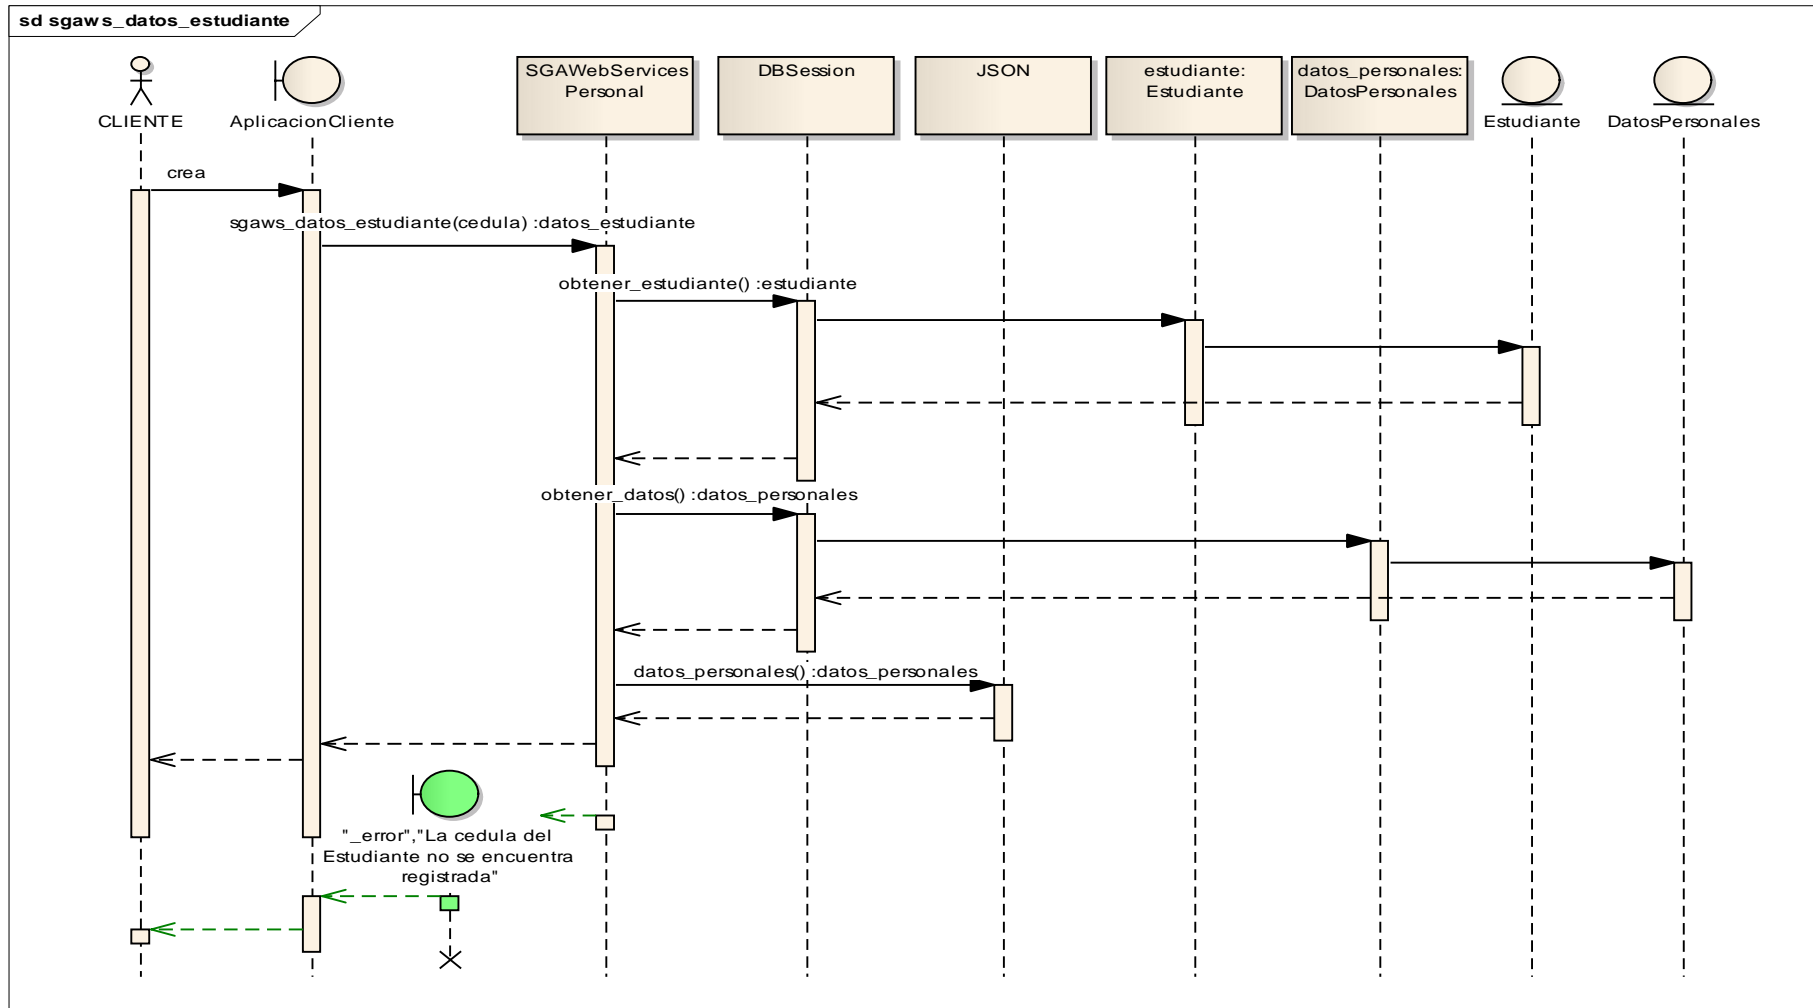 sd sgaws_datos_estudiante
CLIENTE
AplicacionCliente
SGAWebServices
Personal
DBSession
JSON
estudiante:
Estudiante
datos_personales:
DatosPersonales
Estudiante
DatosPersonales
crea
sgaws_datos_estudiante(cedula) :datos_estudiante
obtener_estudiante() :estudiante
obtener_datos() :datos_personales
datos_personales() :datos_personales
"_error","La cedula del
Estudiante no se encuentra
registrada"